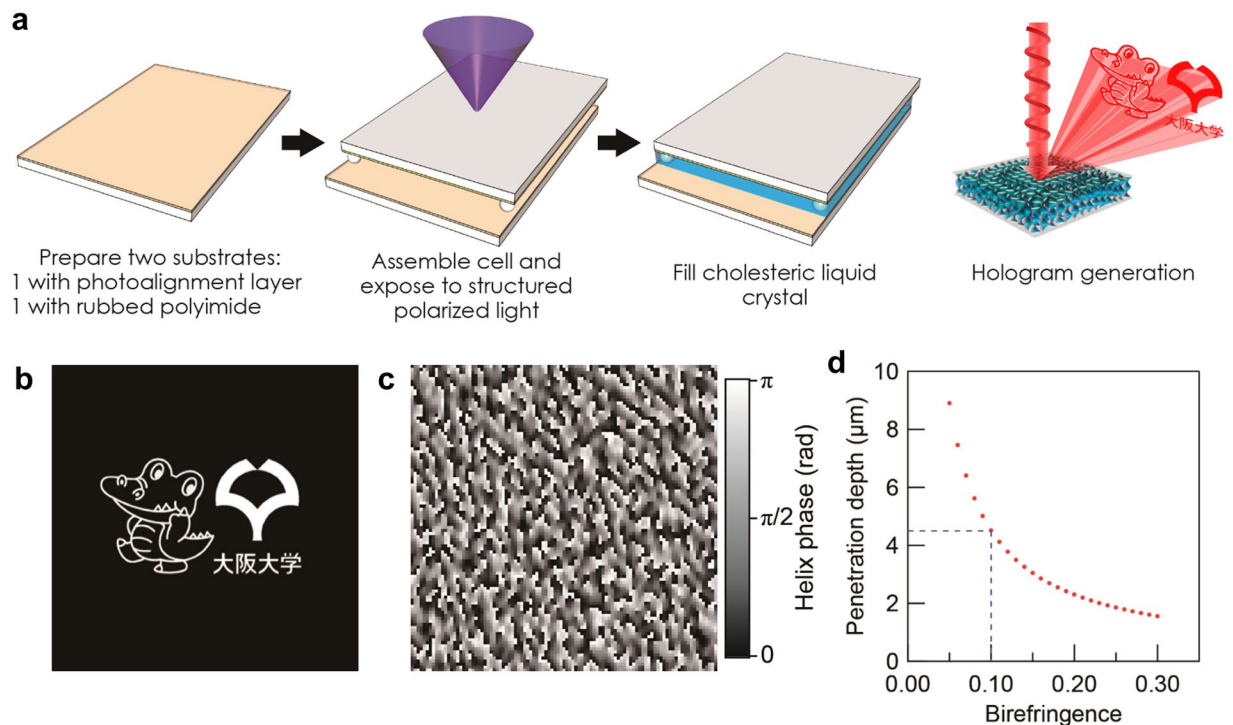 a
Prepare two substrates:
1 with photoalignment layer
1 with rubbed polyimide
Assemble cell and
expose to structured
polarized light
Fill cholesteric liquid
crystal
大阪大学
Hologram generation
b
大阪大学
c
π
π/2
0
Helix phase (rad)
d
Penetration depth (μm)
10
8
6
4
2
0
0.00
0.10
0.20
0.30
Birefringence